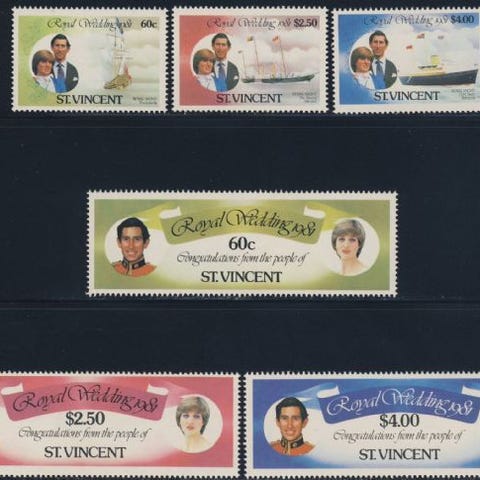 Royal Wedding 1981
60c
ST. VINCENT
Royal Wedding 1981
$2.50
ST. VINCENT
Royal Wedding 1981
$4.00
ST. VINCENT
Royal Wedding 1981
60c
Congratulations from the people of
ST. VINCENT
Royal Wedding 1981
$2.50
Congratulations from the people of
ST. VINCENT
Royal Wedding 1981
$4.00
Congratulations from the people of
ST. VINCENT